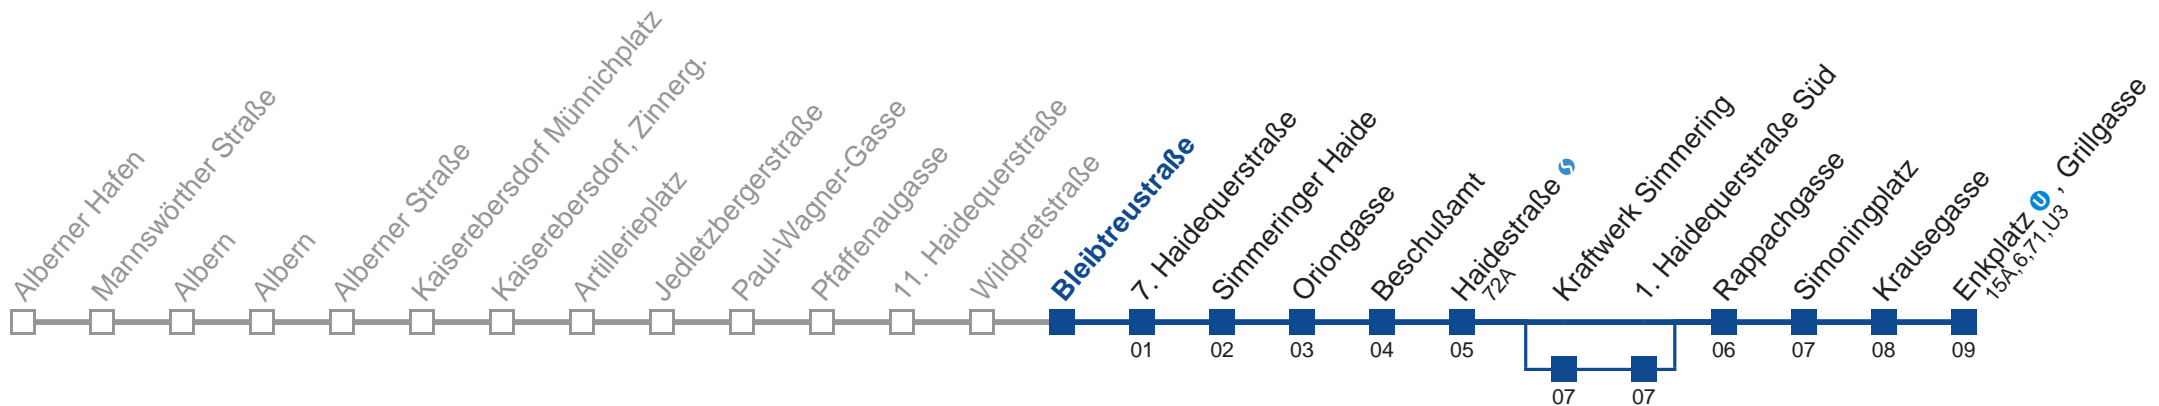 Alberner Hafen
Mannswörther Straße
Albern
Albern
Alberner Straße
Kaiserebersdorf Münnichplatz
Kaiserebersdorf, Zinnerg.
Artillerieplatz
Jedletzbergerstraße
Paul-Wagner-Gasse
Pfaffenaugasse
11. Haidequerstraße
Wildpretstraße
Bleibtreustraße
7. Haidequerstraße
Simmeringer Haide
Oriongasse
Beschußamt
Haidestraße
72A
Kraftwerk Simmering
1. Haidequerstraße Süd
Rappachgasse
Simoningplatz
Krausegasse
Enkplatz U , Grillgasse
15A,6,71,U3
01 02 03 04 05 06 07 08 09
07 07